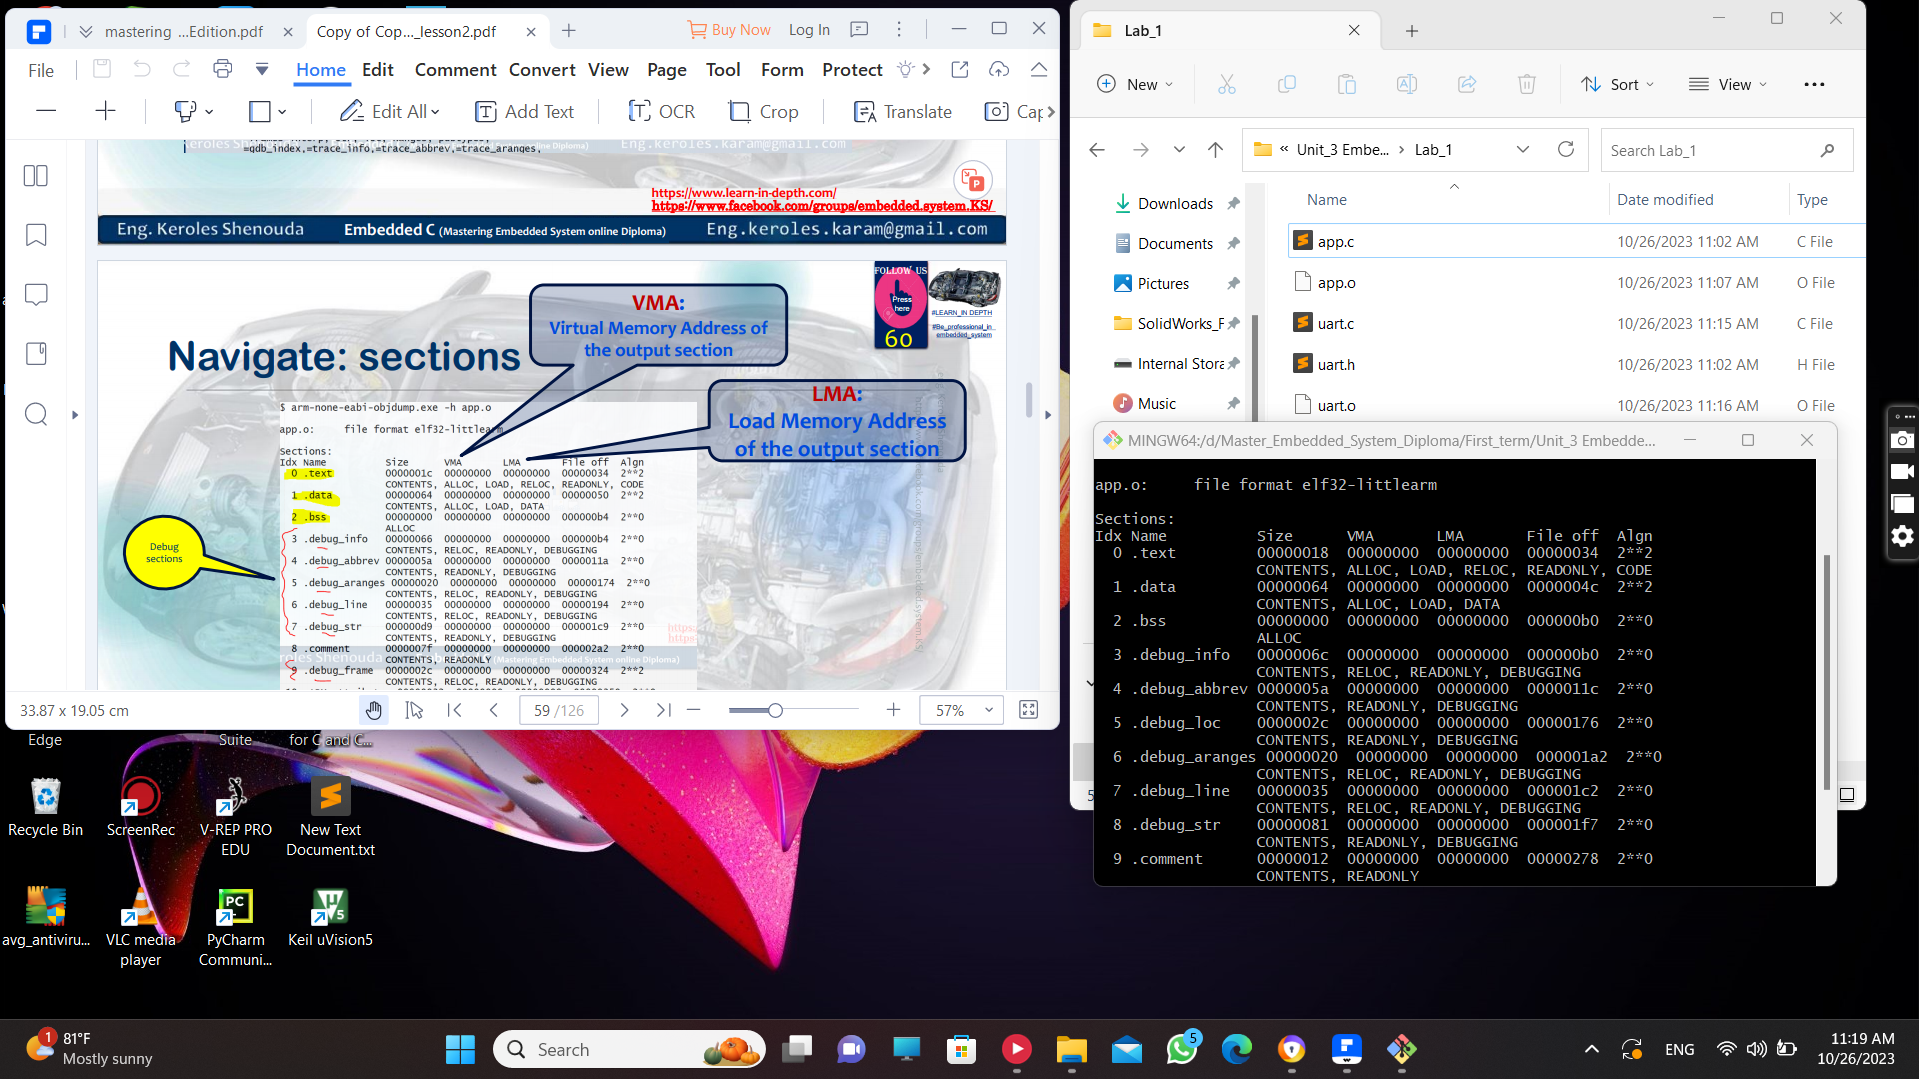 mastering ...Edition.pdf
Copy of Cop..._lesson2.pdf
Buy Now
Log In
File
Home
Edit
Comment
Convert
View
Page
Tool
Form
Protect
Edit All
Add Text
OCR
Crop
Translate
Cap
=gdb_index,=trace_info,=trace_abbrev,=trace_aranges,
Eng.keroles.karam@gmail.com
https://www.learn-in-depth.com/
https://www.facebook.com/groups/embedded.system.KS/
Eng. Keroles Shenouda
Embedded C (Mastering Embedded System online Diploma)
Eng.keroles.karam@gmail.com
FOLLOW US
Press
here
60
#LEARN_IN DEPTH
#Be_professional_in_
embedded_system
VMA:
Virtual Memory Address of
the output section
Navigate: sections
LMA:
Load Memory Address
of the output section
$ arm-none-eabi-objdump.exe -h app.o
app.o:     file format elf32-littlearm
Sections:
Idx Name          Size      VMA       LMA       File off  Algn
0 .text         0000001c  00000000  00000000  00000034  2**2
CONTENTS, ALLOC, LOAD, RELOC, READONLY, CODE
1 .data         00000064  00000000  00000000  00000050  2**2
CONTENTS, ALLOC, LOAD, DATA
2 .bss          00000000  00000000  00000000  000000b4  2**0
ALLOC
3 .debug_info   00000066  00000000  00000000  000000b4  2**0
CONTENTS, RELOC, READONLY, DEBUGGING
4 .debug_abbrev 0000005a  00000000  00000000  0000011a  2**0
CONTENTS, READONLY, DEBUGGING
5 .debug_aranges 00000020  00000000  00000000  00000174  2**0
CONTENTS, RELOC, READONLY, DEBUGGING
6 .debug_line   00000035  00000000  00000000  00000194  2**0
CONTENTS, RELOC, READONLY, DEBUGGING
7 .debug_str    000000d9  00000000  00000000  000001c9  2**0
CONTENTS, READONLY, DEBUGGING
8 .comment      0000007f  00000000  00000000  000002a2  2**0
CONTENTS, READONLY
9 .debug_frame  0000002c  00000000  00000000  00000324  2**2
CONTENTS, RELOC, READONLY, DEBUGGING
Debug
sections
33.87 x 19.05 cm
59 /126
57%
Lab_1
New
Sort
View
Unit_3 Embe...
Lab_1
Search Lab_1
Downloads
Documents
Pictures
SolidWorks_F
Internal Stora
Music
Name
Date modified
Type
app.c
10/26/2023 11:02 AM
C File
app.o
10/26/2023 11:07 AM
O File
uart.c
10/26/2023 11:15 AM
C File
uart.h
10/26/2023 11:02 AM
H File
uart.o
10/26/2023 11:16 AM
O File
MINGW64:/d/Master_Embedded_System_Diploma/First_term/Unit_3 Embedde...
app.o:     file format elf32-littlearm
Sections:
Idx Name          Size      VMA       LMA       File off  Algn
0 .text         00000018  00000000  00000000  00000034  2**2
CONTENTS, ALLOC, LOAD, RELOC, READONLY, CODE
1 .data         00000064  00000000  00000000  0000004c  2**2
CONTENTS, ALLOC, LOAD, DATA
2 .bss          00000000  00000000  00000000  000000b0  2**0
ALLOC
3 .debug_info   0000006c  00000000  00000000  000000b0  2**0
CONTENTS, RELOC, READONLY, DEBUGGING
4 .debug_abbrev 0000005a  00000000  00000000  0000011c  2**0
CONTENTS, READONLY, DEBUGGING
5 .debug_loc    0000002c  00000000  00000000  00000176  2**0
CONTENTS, READONLY, DEBUGGING
6 .debug_aranges 00000020  00000000  00000000  000001a2  2**0
CONTENTS, RELOC, READONLY, DEBUGGING
7 .debug_line   00000035  00000000  00000000  000001c2  2**0
CONTENTS, RELOC, READONLY, DEBUGGING
8 .debug_str    00000081  00000000  00000000  000001f7  2**0
CONTENTS, READONLY, DEBUGGING
9 .comment      00000012  00000000  00000000  00000278  2**0
CONTENTS, READONLY
Edge
Suite
for C and C...
Recycle Bin
ScreenRec
V-REP PRO
EDU
New Text
Document.txt
avg_antiviru...
VLC media
player
PyCharm
Communi...
Keil uVision5
1
81°F
Mostly sunny
Search
5
ENG
11:19 AM
10/26/2023